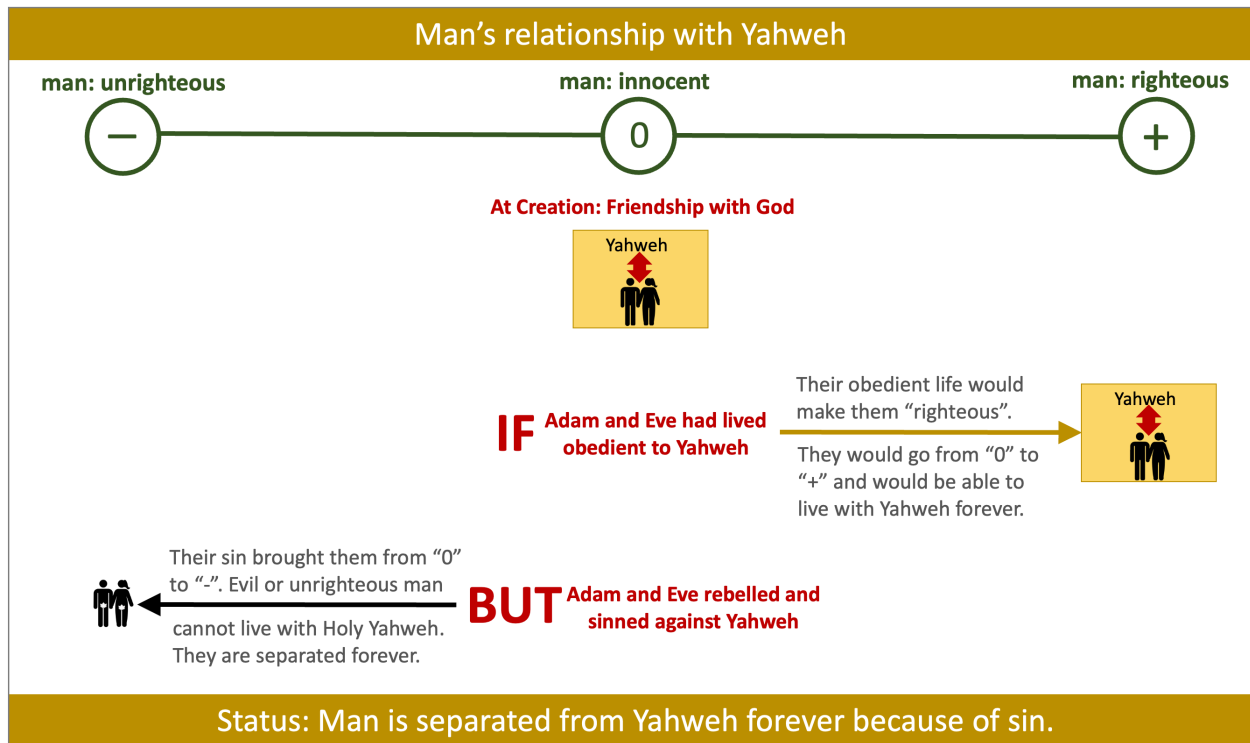 Man’s relationship with Yahweh
man: unrighteous
man: innocent
man: righteous
−
0
+
At Creation: Friendship with God
Yahweh
IF
Adam and Eve had lived
obedient to Yahweh
Their obedient life would
make them “righteous”.
They would go from “0” to
“+” and would be able to
live with Yahweh forever.
Yahweh
Their sin brought them from “0”
to “-”. Evil or unrighteous man
cannot live with Holy Yahweh.
They are separated forever.
BUT
Adam and Eve rebelled and
sinned against Yahweh
Status: Man is separated from Yahweh forever because of sin.